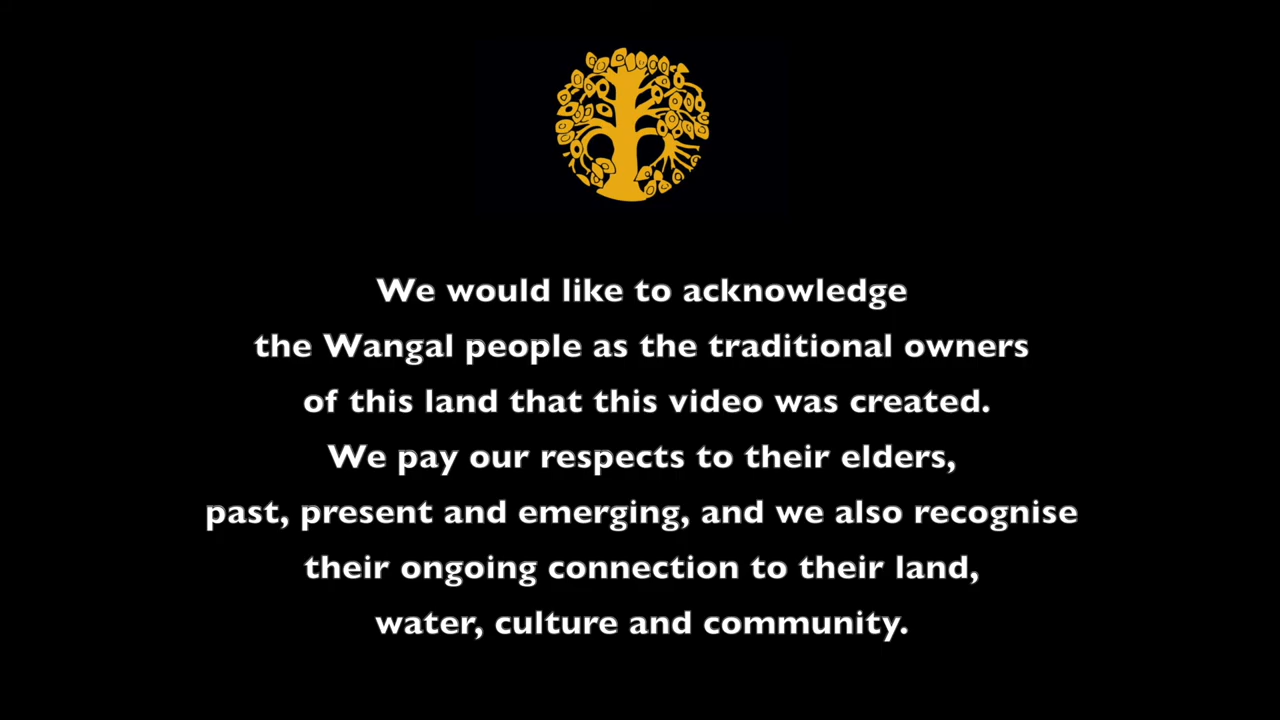 We would like to acknowledge
the Wangal people as the traditional owners
of this land that this video was created.
We pay our respects to their elders,
past, present and emerging, and we also recognise
their ongoing connection to their land,
water, culture and community.